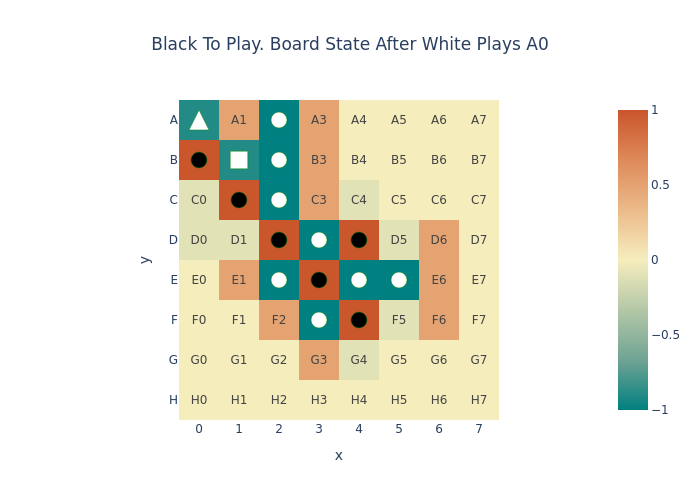 Black To Play. Board State After White Plays A0
A A1 A3 A4 A5 A6 A7
B B3 B4 B5 B6 B7
C C0 C3 C4 C5 C6 C7
D D0 D1 D5 D6 D7
E E0 E1 E6 E7
F F0 F1 F2 F5 F6 F7
G G0 G1 G2 G3 G4 G5 G6 G7
H H0 H1 H2 H3 H4 H5 H6 H7
0 1 2 3 4 5 6 7
x
y
1
0.5
0
−0.5
−1